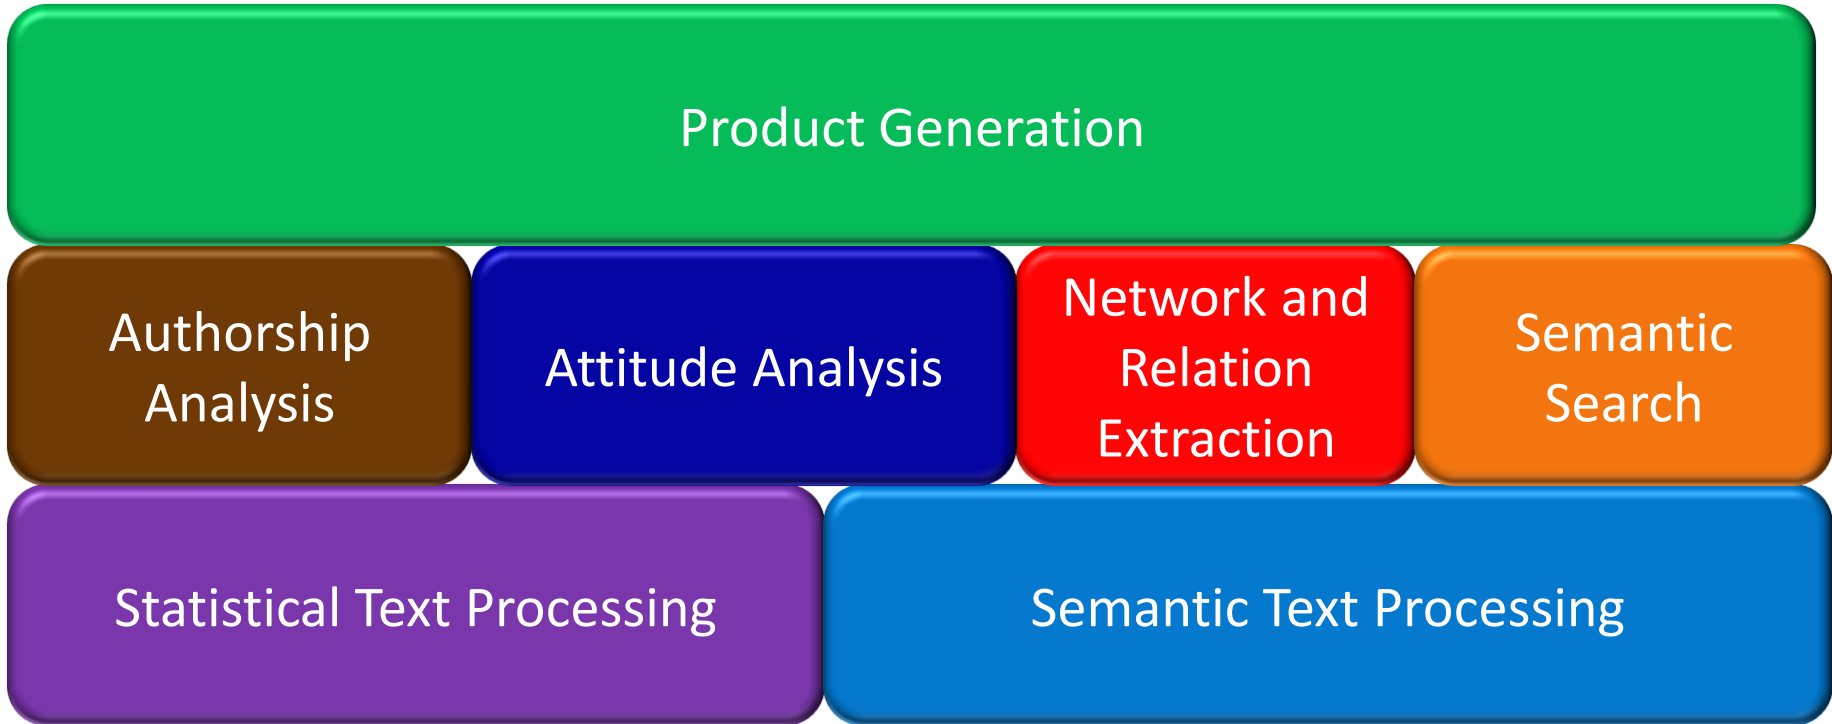 Product Generation
Authorship
Analysis
Attitude Analysis
Network and
Relation
Extraction
Semantic
Search
Statistical Text Processing
Semantic Text Processing